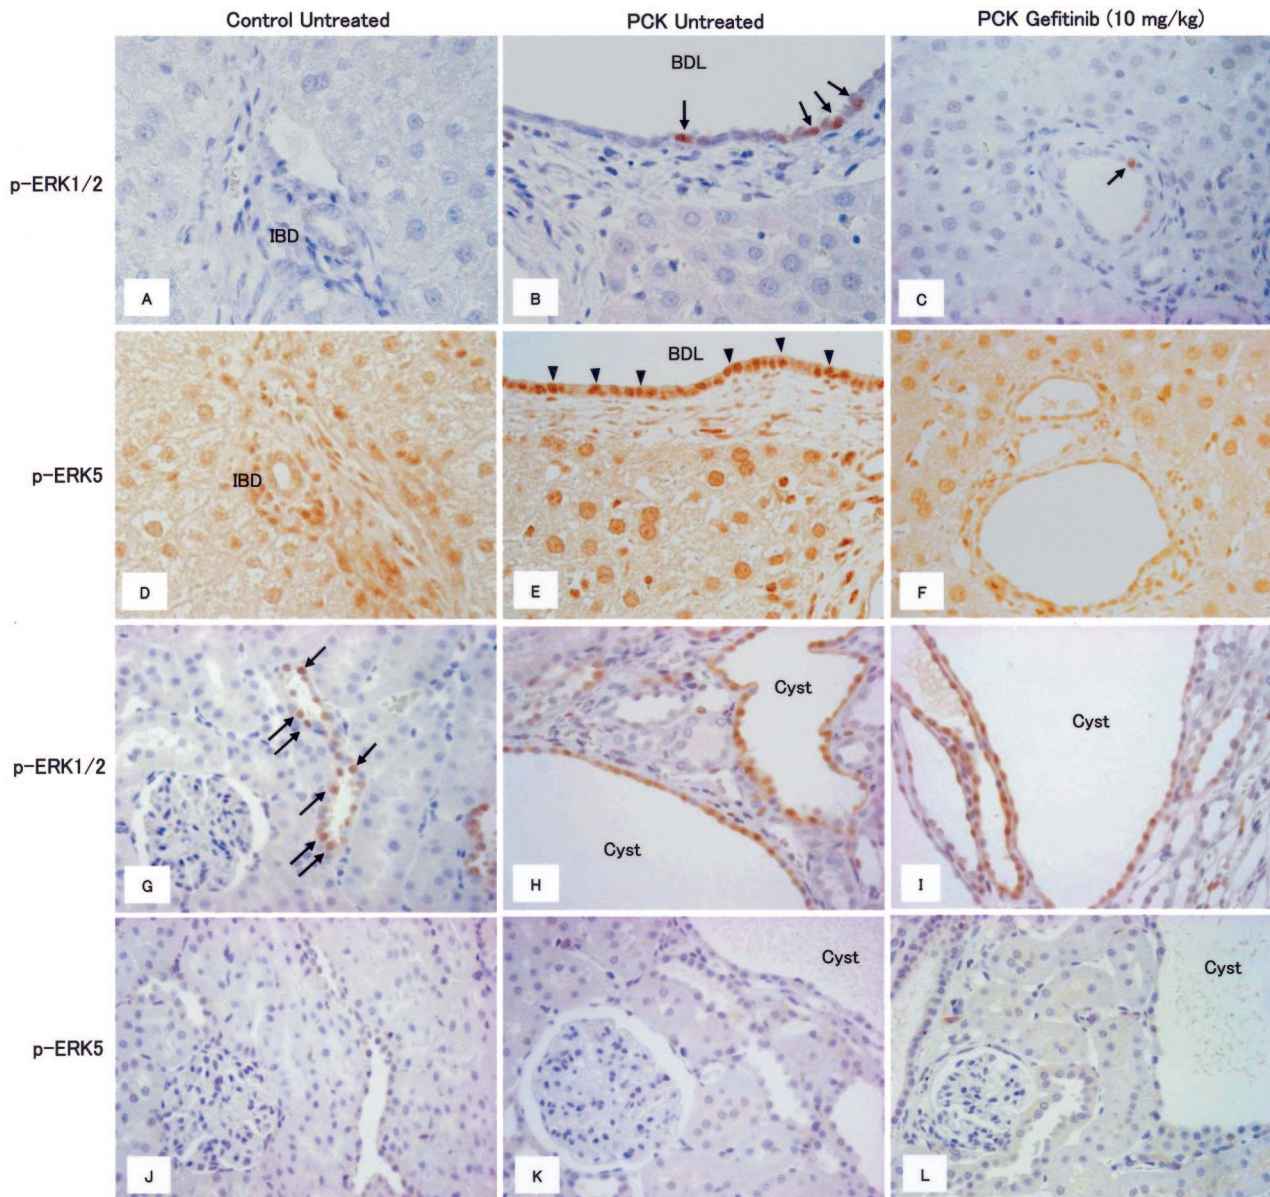 Control Untreated PCK Untreated PCK Gefitinib (10 mg/kg)
p-ERK1/2
IBD
A
BDL
B
C
p-ERK5
IBD
D
BDL
E
F
p-ERK1/2
G
Cyst
Cyst
H
Cyst
I
p-ERK5
J
Cyst
K
Cyst
L